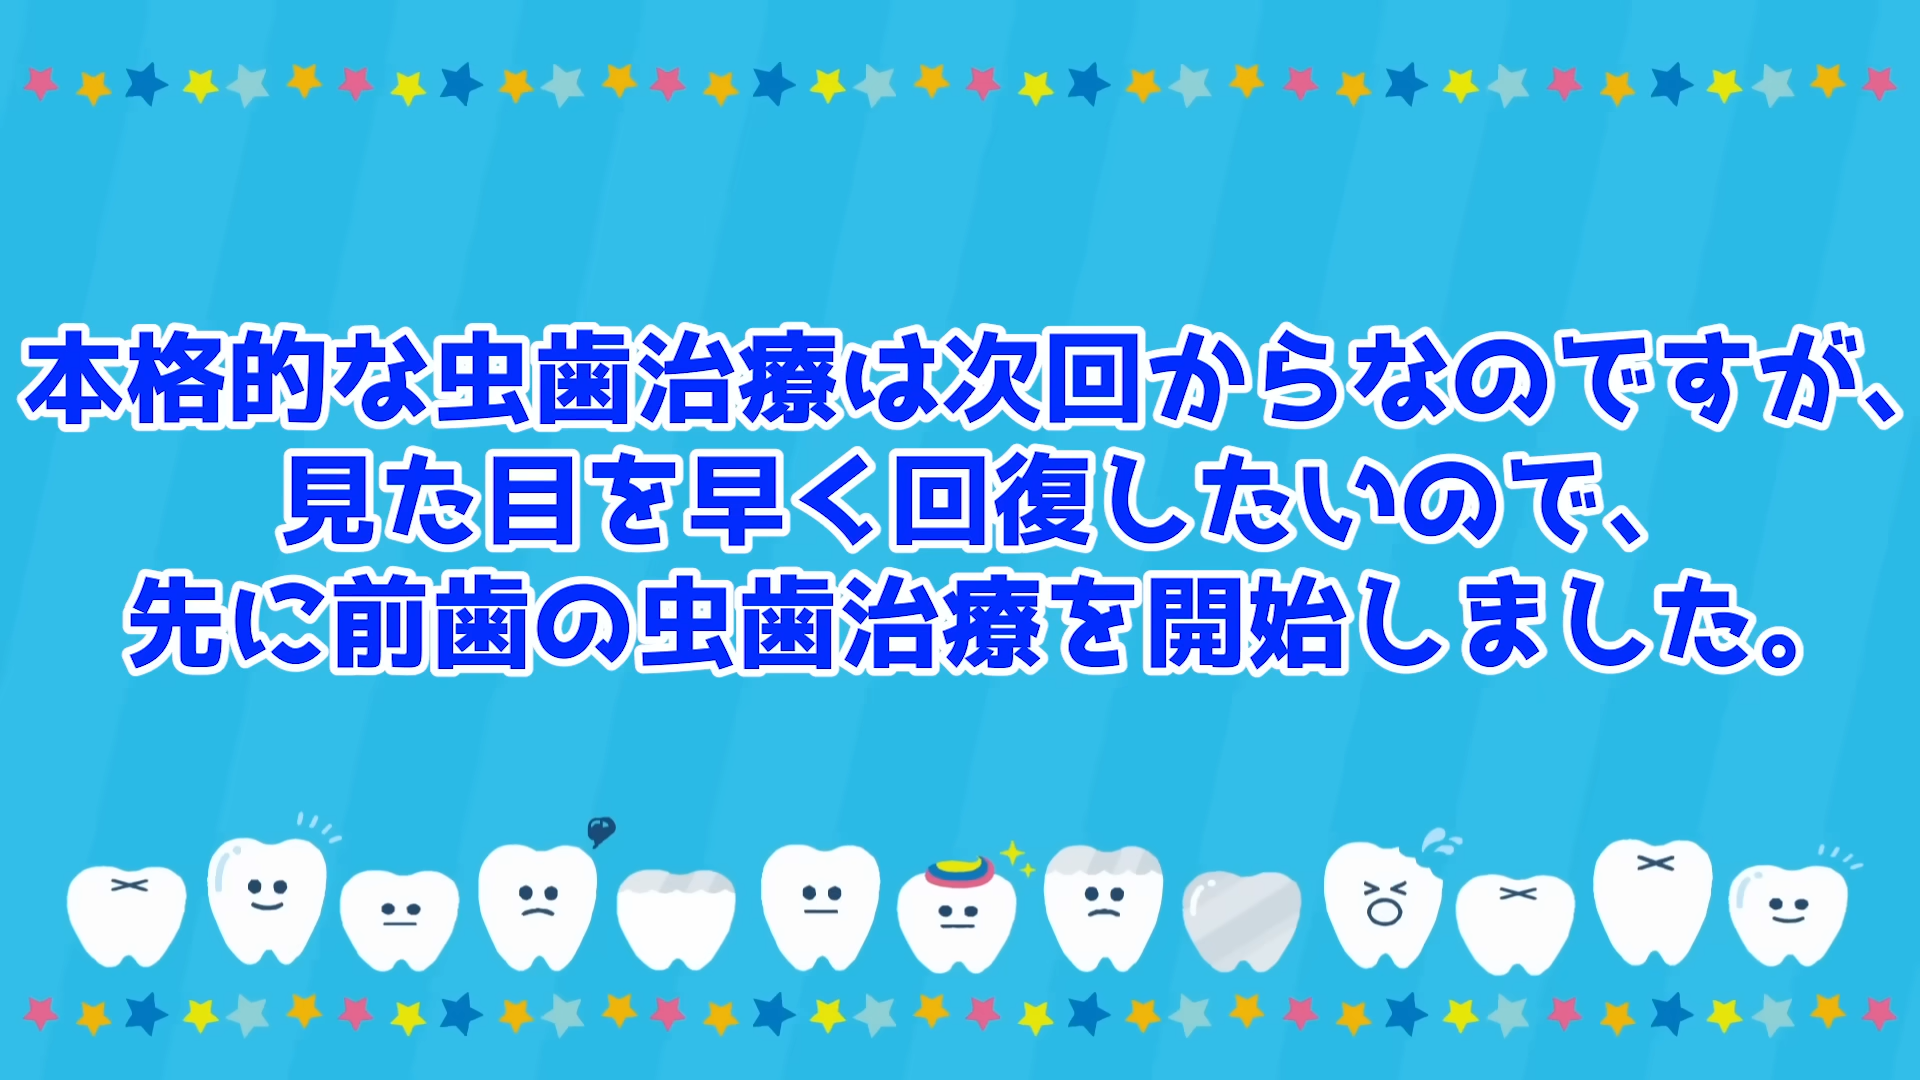 本格的な虫歯治療は次回からなのですが、
見た目を早く回復したいので、
先に前歯の虫歯治療を開始しました。